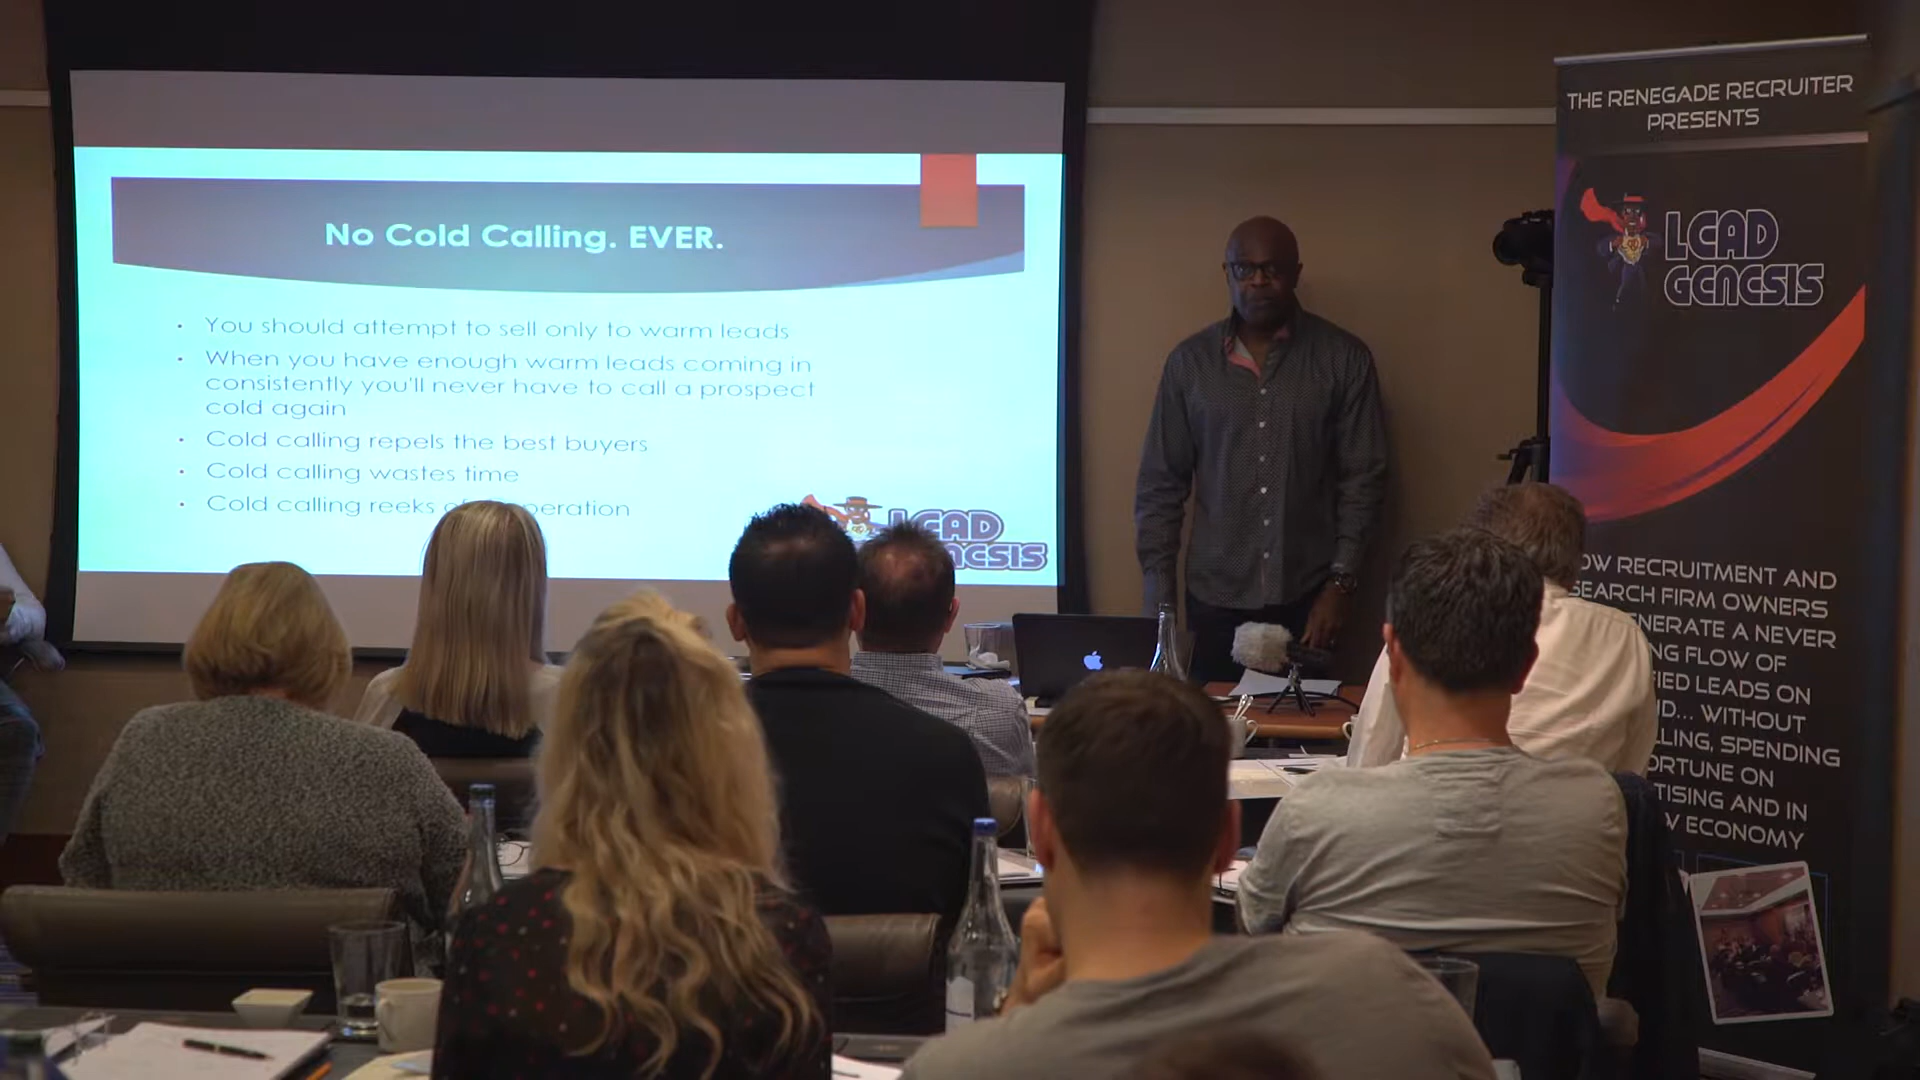 No Cold Calling. EVER.
• You should attempt to sell only to warm leads
• When you have enough warm leads coming in
consistently you'll never have to call a prospect
cold again
• Cold calling repels the best buyers
• Cold calling wastes time
• Cold calling reeks
LEAD
THE RENEGADE RECRUITER
PRESENTS
LEAD
GENESIS
RECRUITMENT AND
SEARCH FIRM OWNERS
A NEVER
FLOW OF
LEADS ON
WITHOUT
SPENDING
ON
AND IN
ECONOMY